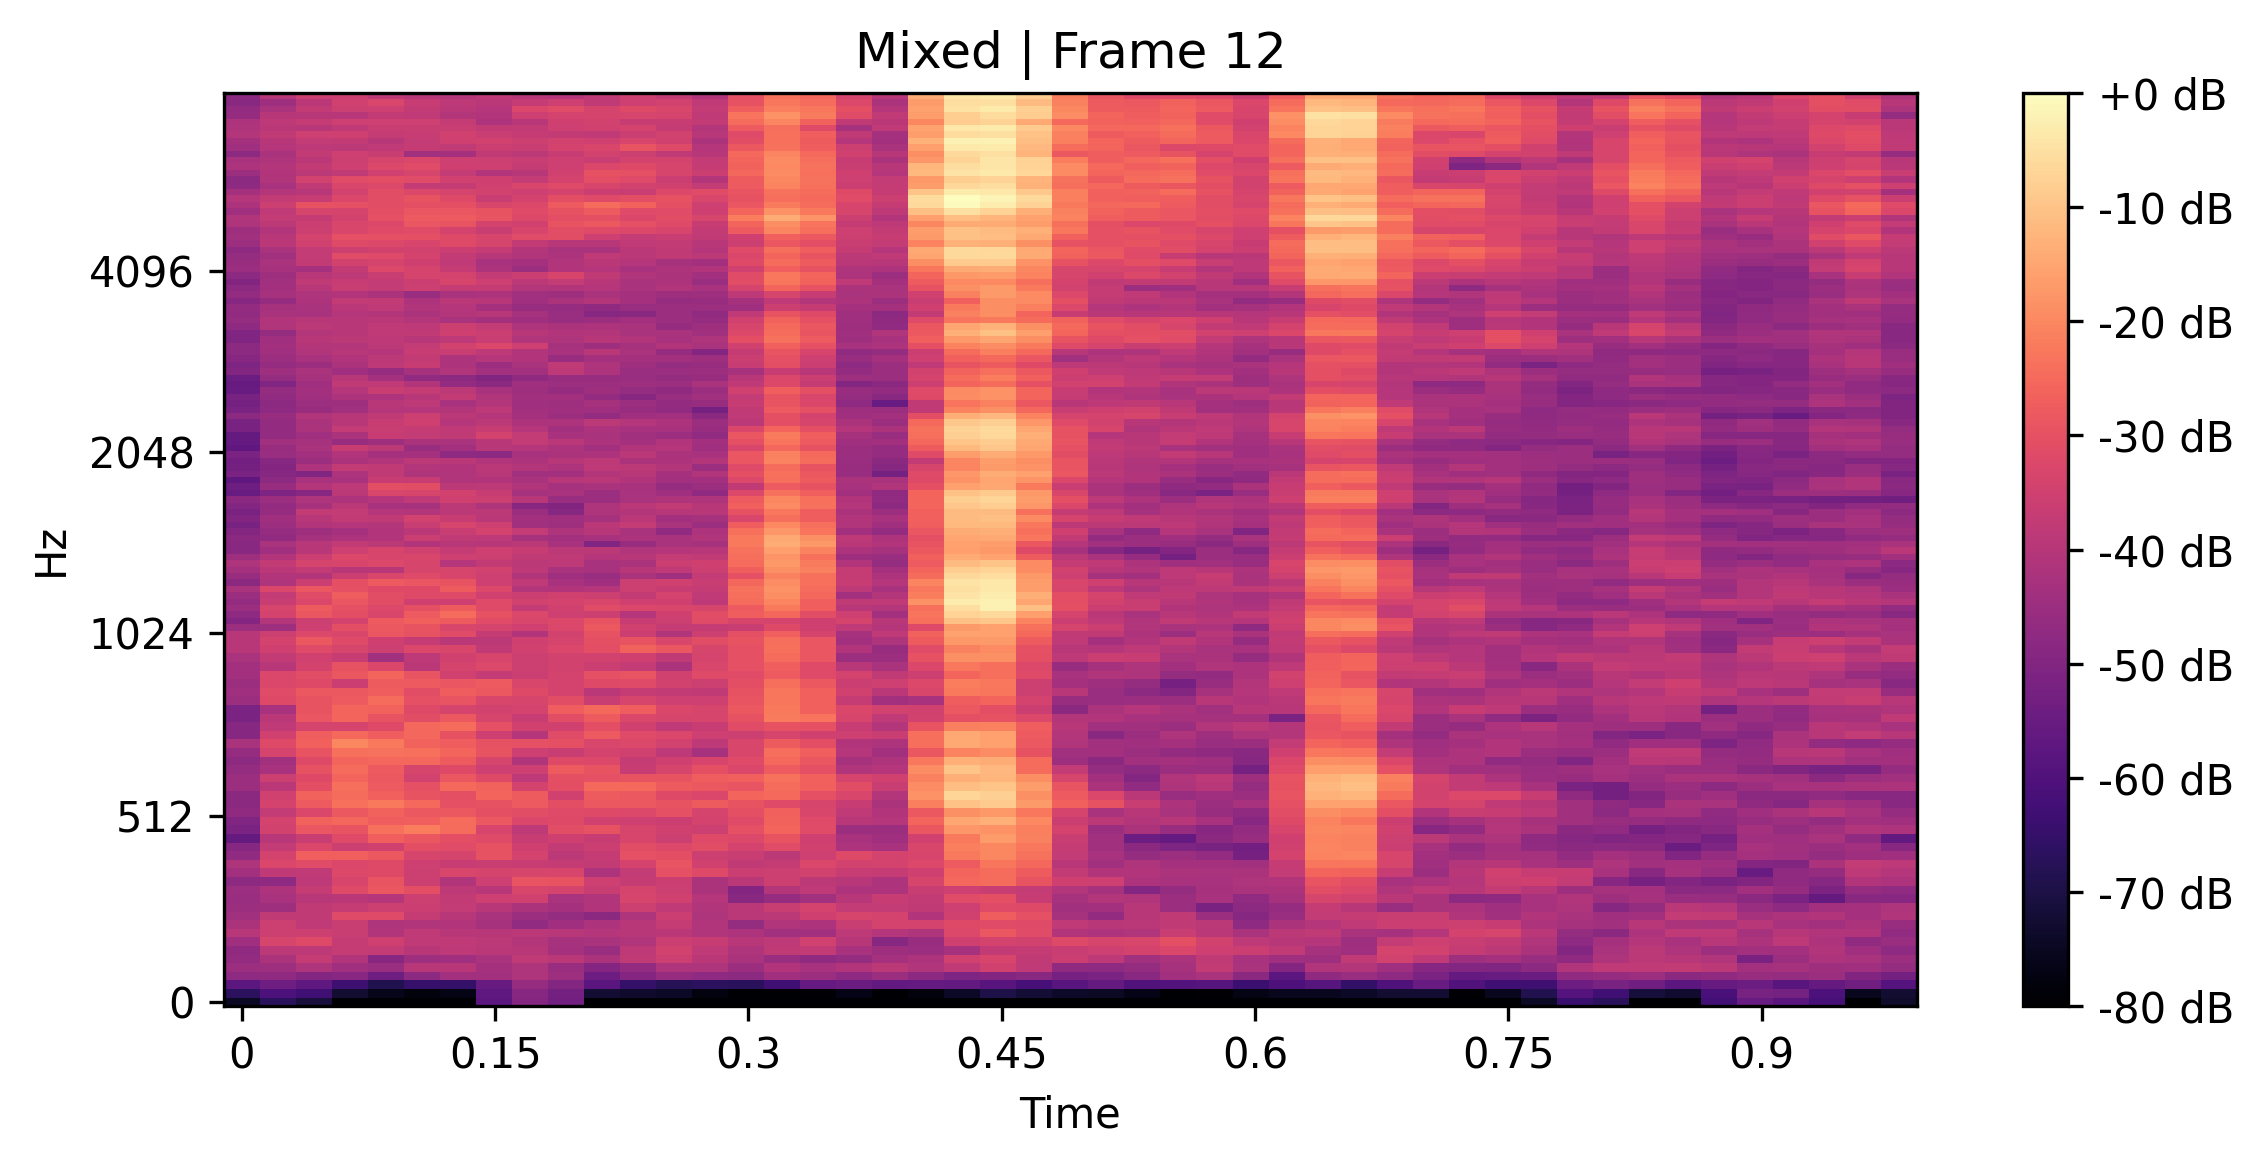 Mixed | Frame 12
Hz
4096
2048
1024
512
0
0 0.15 0.3 0.45 0.6 0.75 0.9
Time
+0 dB
-10 dB
-20 dB
-30 dB
-40 dB
-50 dB
-60 dB
-70 dB
-80 dB